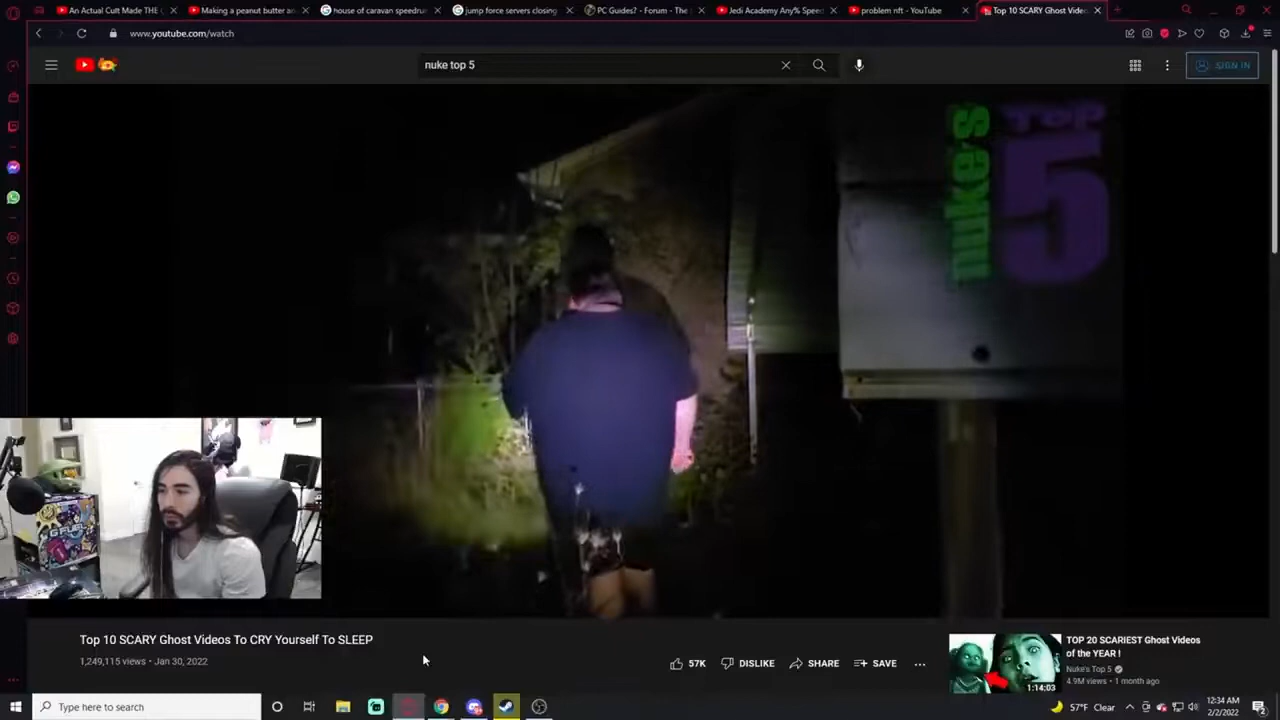 An Actual Cult Made THE
Making a peanut butter an
house of caravan speedru
jump force servers closing
PC Guides? - Forum - The
Jedi Academy Any% Speed
problem nft - YouTube
Top 10 SCARY Ghost Video
www.youtube.com/watch
nuke top 5
SIGN IN
nuke's
TOP
5
G FUEL
Top 10 SCARY Ghost Videos To CRY Yourself To SLEEP
1,249,115 views • Jan 30, 2022
57K
DISLIKE
SHARE
SAVE
TOP 20 SCARIEST Ghost Videos
of the YEAR !
Nuke's Top 5
4.9M views • 1 month ago
1:14:03
Type here to search
57°F Clear
12:34 AM
2/2/2022
2